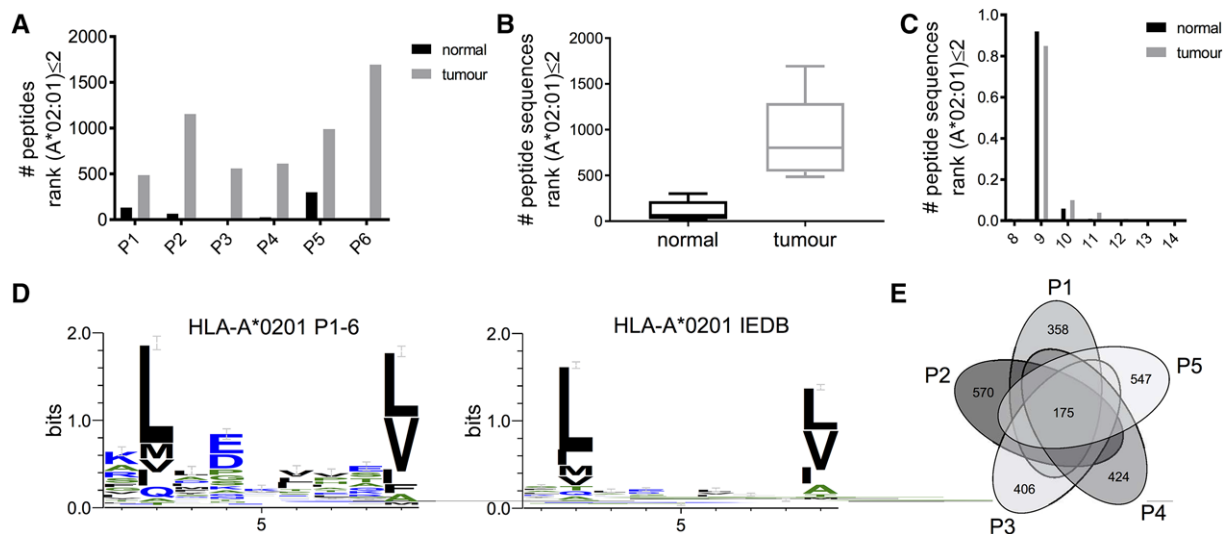 A
# peptides
rank (A*02:01)≤2
2000
1500
1000
500
0
P1
P2
P3
P4
P5
P6
normal
tumour
B
# peptide sequences
rank (A*02:01)≤2
2000
1500
1000
500
0
normal
tumour
C
# peptide sequences
rank (A*02:01)≤2
1.0
0.8
0.6
0.4
0.2
0.0
8
9
10
11
12
13
14
normal
tumour
D
HLA-A*0201 P1-6
bits
2.0
1.0
0.0
K
L
M
V
Q
E
D
L
V
A
5
HLA-A*0201 IEDB
bits
2.0
1.0
0.0
L
M
L
V
I
A
5
E
P1
358
P2
570
P5
547
175
406
P3
424
P4